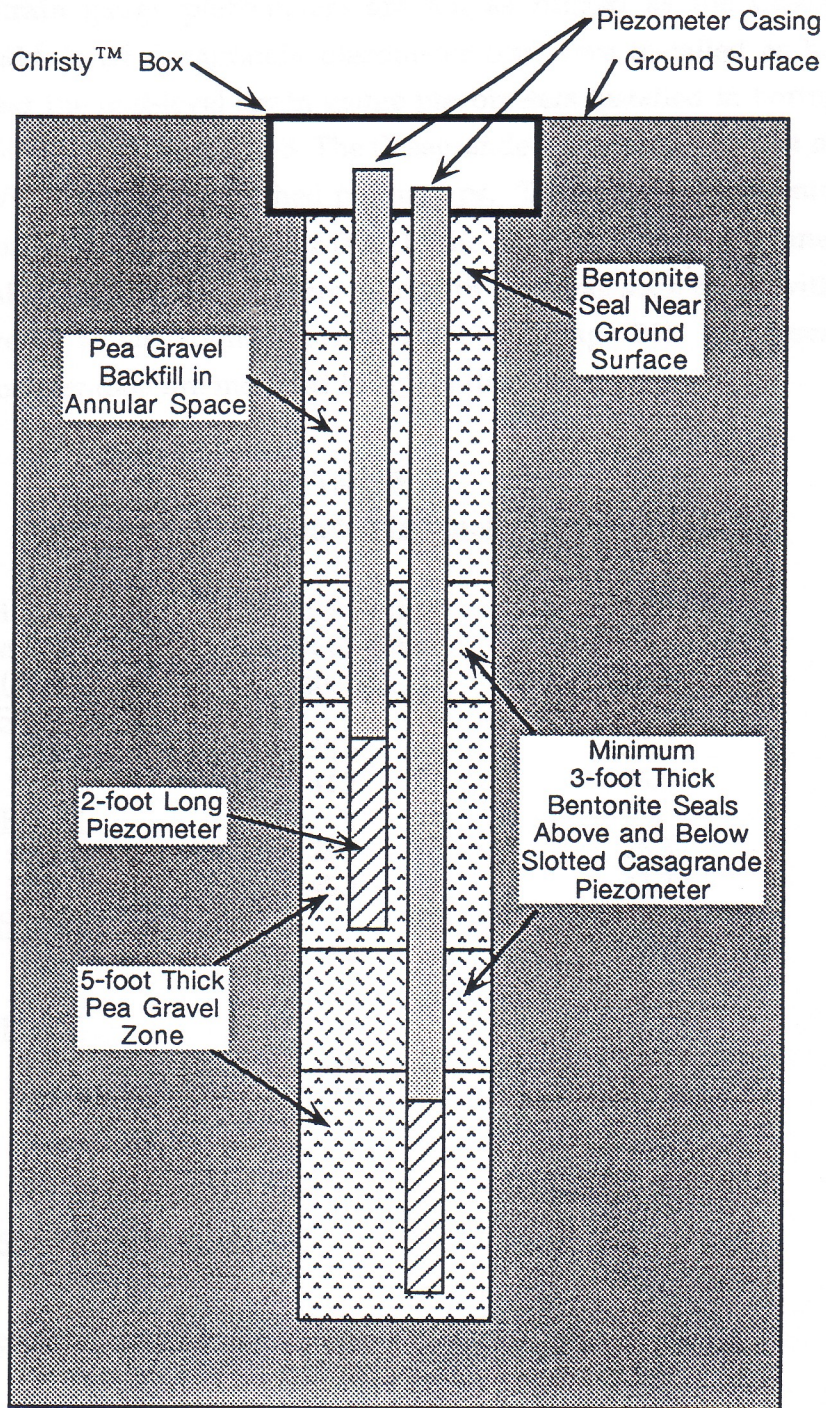 Piezometer Casing
Christy™ Box
Ground Surface
Bentonite
Seal Near
Ground
Surface
Pea Gravel
Backfill in
Annular Space
Minimum
3-foot Thick
Bentonite Seals
Above and Below
Slotted Casagrande
Piezometer
2-foot Long
Piezometer
5-foot Thick
Pea Gravel
Zone